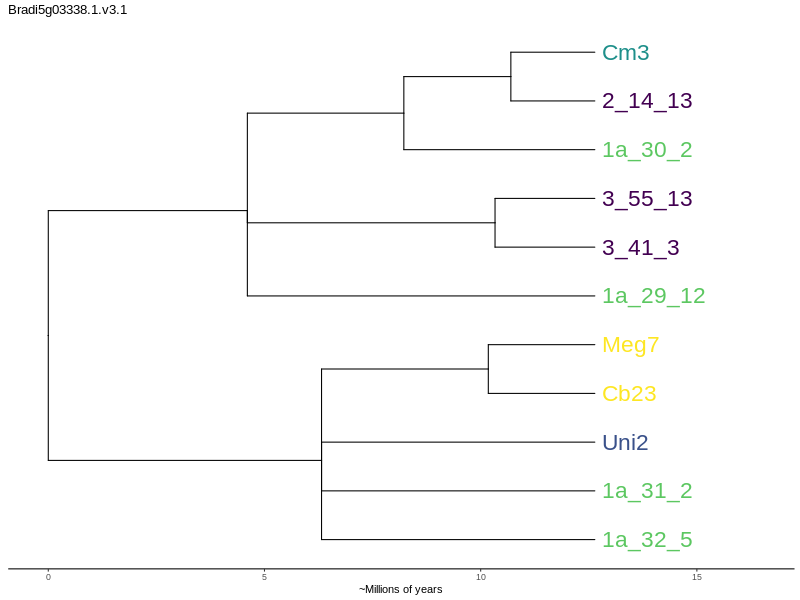 Bradi5g03338.1.v3.1
Cm3
2_14_13
1a_30_2
3_55_13
3_41_3
1a_29_12
Meg7
Cb23
Uni2
1a_31_2
1a_32_5
0 5 10 15
~Millions of years